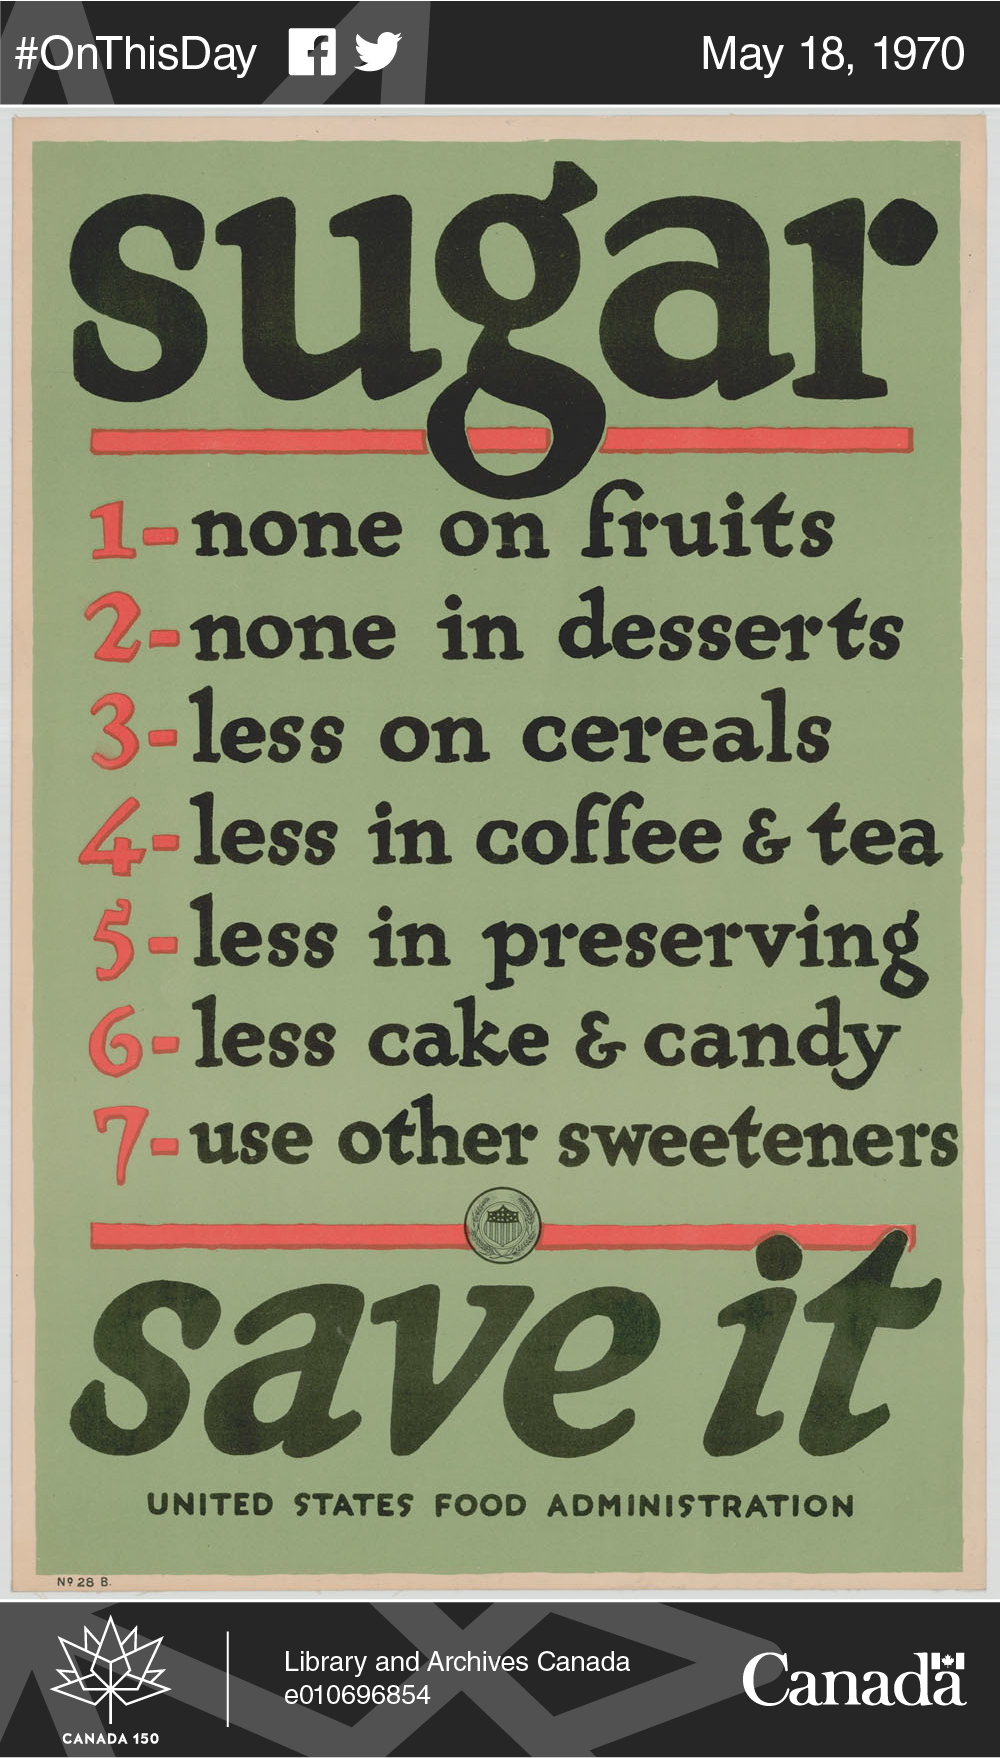 #OnThisDay
May 18, 1970
sugar
1-none on fruits
2-none in desserts
3-less on cereals
4-less in coffee & tea
5-less in preserving
6-less cake & candy
7-use other sweeteners
save it
UNITED STATES FOOD ADMINISTRATION
Nº 28 B.
CANADA 150
Library and Archives Canada
e010696854
Canada